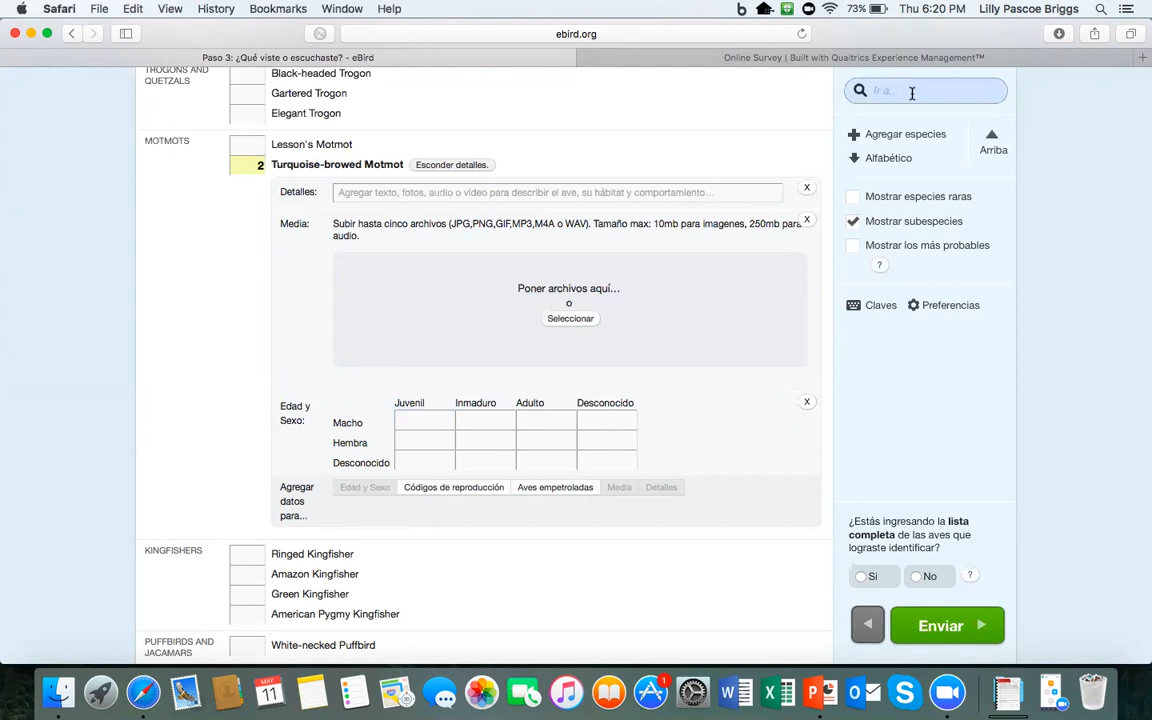 Safari File Edit View History Bookmarks Window Help 73% Thu 6:20 PM Lilly Pascoe Briggs
ebird.org
Paso 3: ¿Qué viste o escuchaste? - eBird Online Survey | Built with Qualtrics Experience Management™
TROGONS AND
QUETZALS
Black-headed Trogon
Gartered Trogon
Elegant Trogon
MOTMOTS
Lesson's Motmot
2 Turquoise-browed Motmot Esconder detalles.
Detalles: Agregar texto, fotos, audio o video para describir el ave, su hábitat y comportamiento... X
Media: Subir hasta cinco archivos (JPG,PNG,GIF,MP3,M4A o WAV). Tamaño max: 10mb para imagenes, 250mb para X
audio.
Poner archivos aquí...
o
Seleccionar
Edad y
Sexo:
Juvenil Inmaduro Adulto Desconocido X
Macho
Hembra
Desconocido
Agregar
datos
para...
Edad y Sexo Códigos de reproducción Aves empetroladas Media Detalles
KINGFISHERS
Ringed Kingfisher
Amazon Kingfisher
Green Kingfisher
American Pygmy Kingfisher
PUFFBIRDS AND
JACAMARS
White-necked Puffbird
Ir a...
Agregar especies
Alfabético
Arriba
Mostrar especies raras
Mostrar subespecies
Mostrar los más probables
?
Claves Preferencias
¿Estás ingresando la lista
completa de las aves que
lograste identificar?
Si No ?
Enviar
MAY
11
1